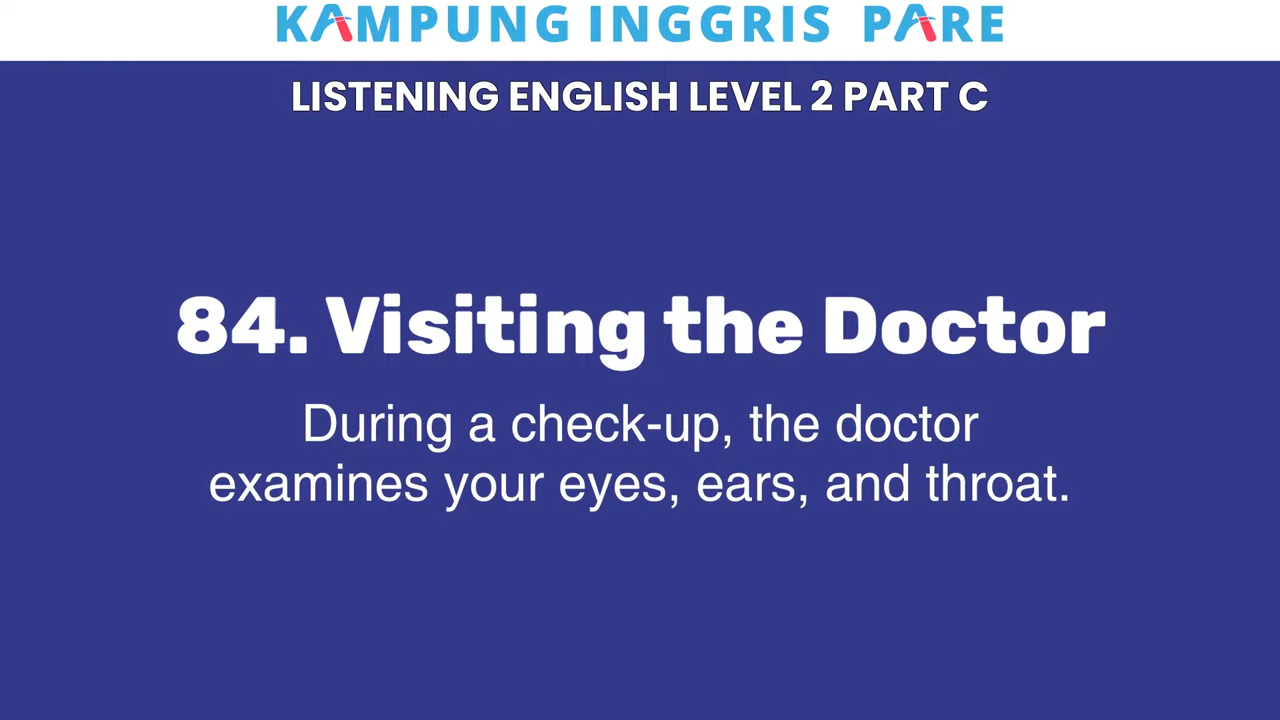 KAMPUNG INGGRIS PARE
LISTENING ENGLISH LEVEL 2 PART C
84. Visiting the Doctor
During a check-up, the doctor
examines your eyes, ears, and throat.